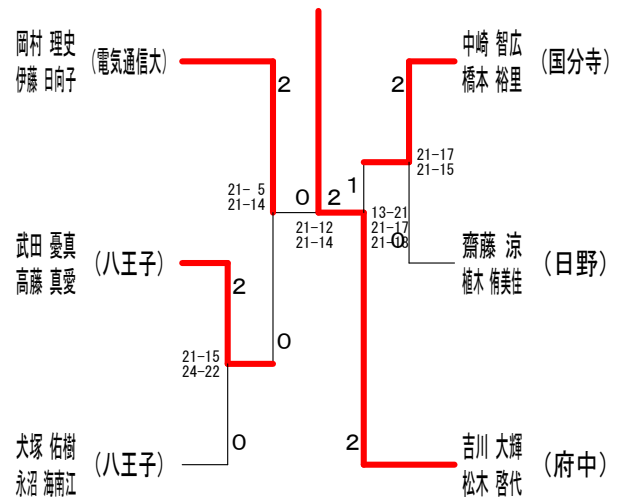 岡村 理史
伊藤 日向子
(電気通信大)
2
21- 5
21-14
0
武田 憂真
高藤 真愛
(八王子)
2
21-15
24-22
0
犬塚 佑樹
永沼 海南江
(八王子)
0
2
21-12
21-14
中崎 智広
橋本 裕里
(国分寺)
2
21-17
21-15
1
13-21
21-17
21-18
0
齋藤 涼
植木 侑美佳
(日野)
2
吉川 大輝
松木 啓代
(府中)